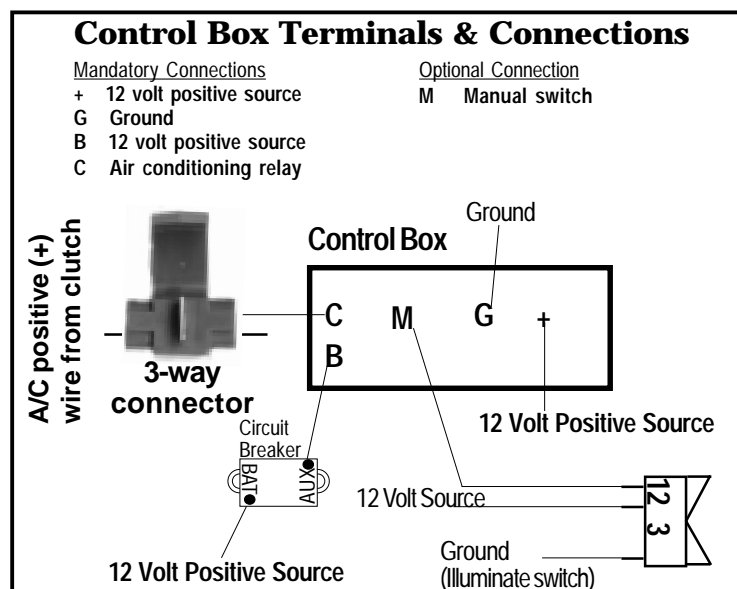 Control Box Terminals & Connections
Mandatory Connections
+ 12 volt positive source
G Ground
B 12 volt positive source
C Air conditioning relay
Optional Connection
M Manual switch
A/C positive (+)
wire from clutch
Ground
Control Box
C M G +
B
3-way
connector
12 Volt Positive Source
Circuit
Breaker
BAT AUX
12 Volt Source
1
2
3
12 Volt Positive Source
Ground
(Illuminate switch)